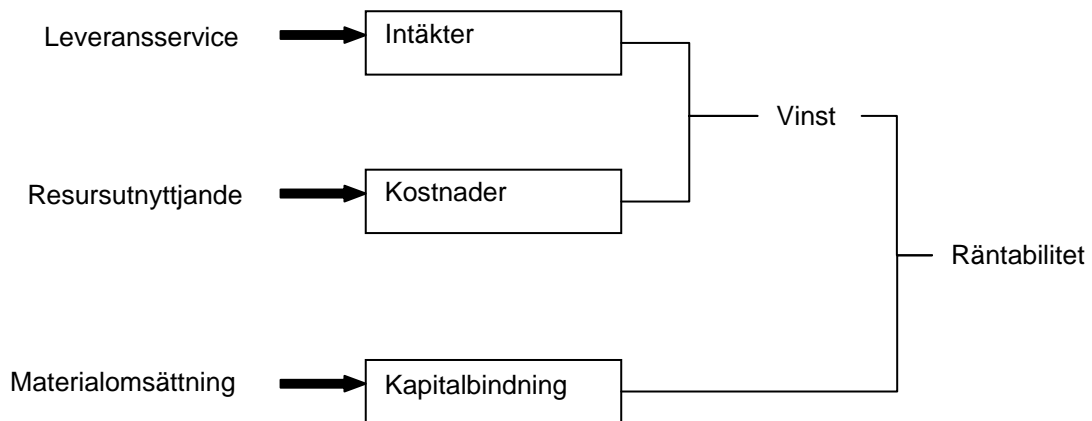 Leveransservice
Intäkter
Vinst
Resursutnyttjande
Kostnader
Räntabilitet
Materialomsättning
Kapitalbindning